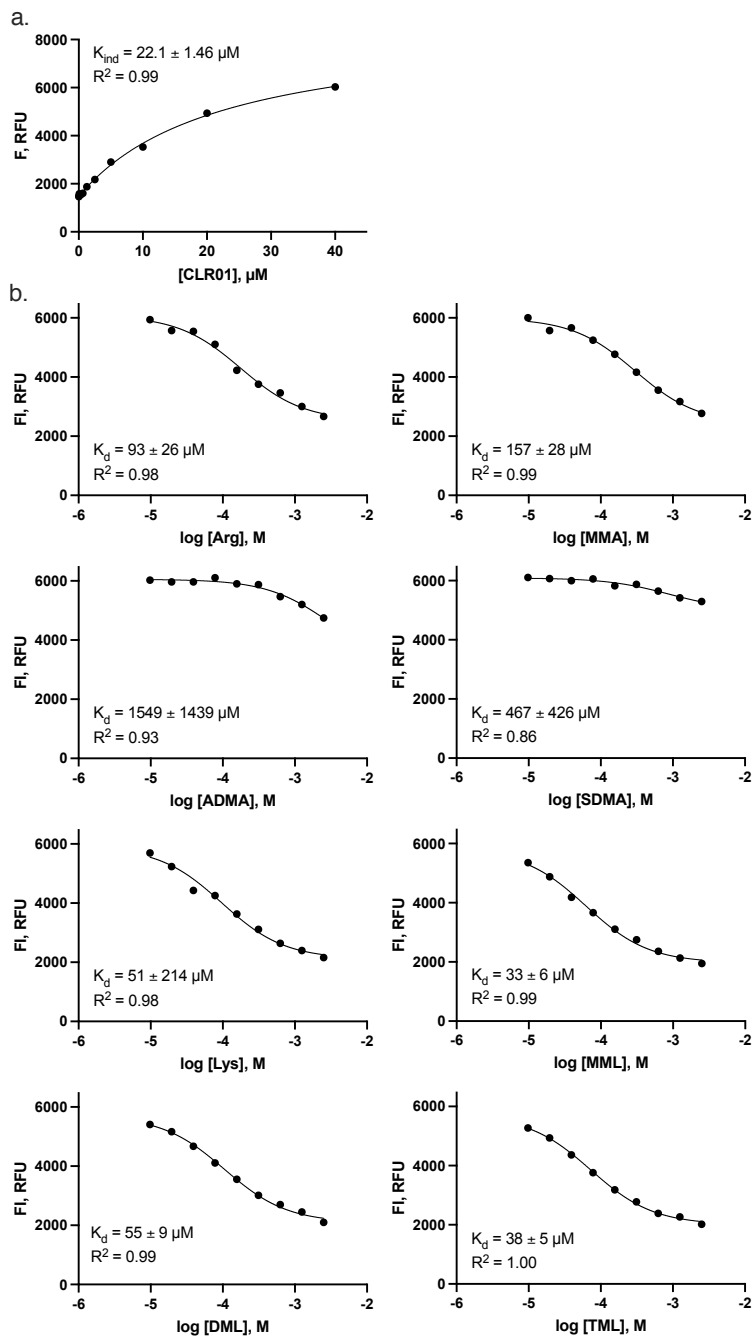 a.
K_ind = 22.1 ± 1.46 µM
R² = 0.99
8000
6000
4000
2000
0
F, RFU
0 10 20 30 40
[CLR01], µM
b.
6000
4000
2000
0
FI, RFU
K_d = 93 ± 26 µM
R² = 0.98
-6 -5 -4 -3 -2
log [Arg], M
6000
4000
2000
0
FI, RFU
K_d = 157 ± 28 µM
R² = 0.99
-6 -5 -4 -3 -2
log [MMA], M
6000
4000
2000
0
FI, RFU
K_d = 1549 ± 1439 µM
R² = 0.93
-6 -5 -4 -3 -2
log [ADMA], M
6000
4000
2000
0
FI, RFU
K_d = 467 ± 426 µM
R² = 0.86
-6 -5 -4 -3 -2
log [SDMA], M
6000
4000
2000
0
FI, RFU
K_d = 51 ± 214 µM
R² = 0.98
-6 -5 -4 -3 -2
log [Lys], M
6000
4000
2000
0
FI, RFU
K_d = 33 ± 6 µM
R² = 0.99
-6 -5 -4 -3 -2
log [MML], M
6000
4000
2000
0
FI, RFU
K_d = 55 ± 9 µM
R² = 0.99
-6 -5 -4 -3 -2
log [DML], M
6000
4000
2000
0
FI, RFU
K_d = 38 ± 5 µM
R² = 1.00
-6 -5 -4 -3 -2
log [TML], M